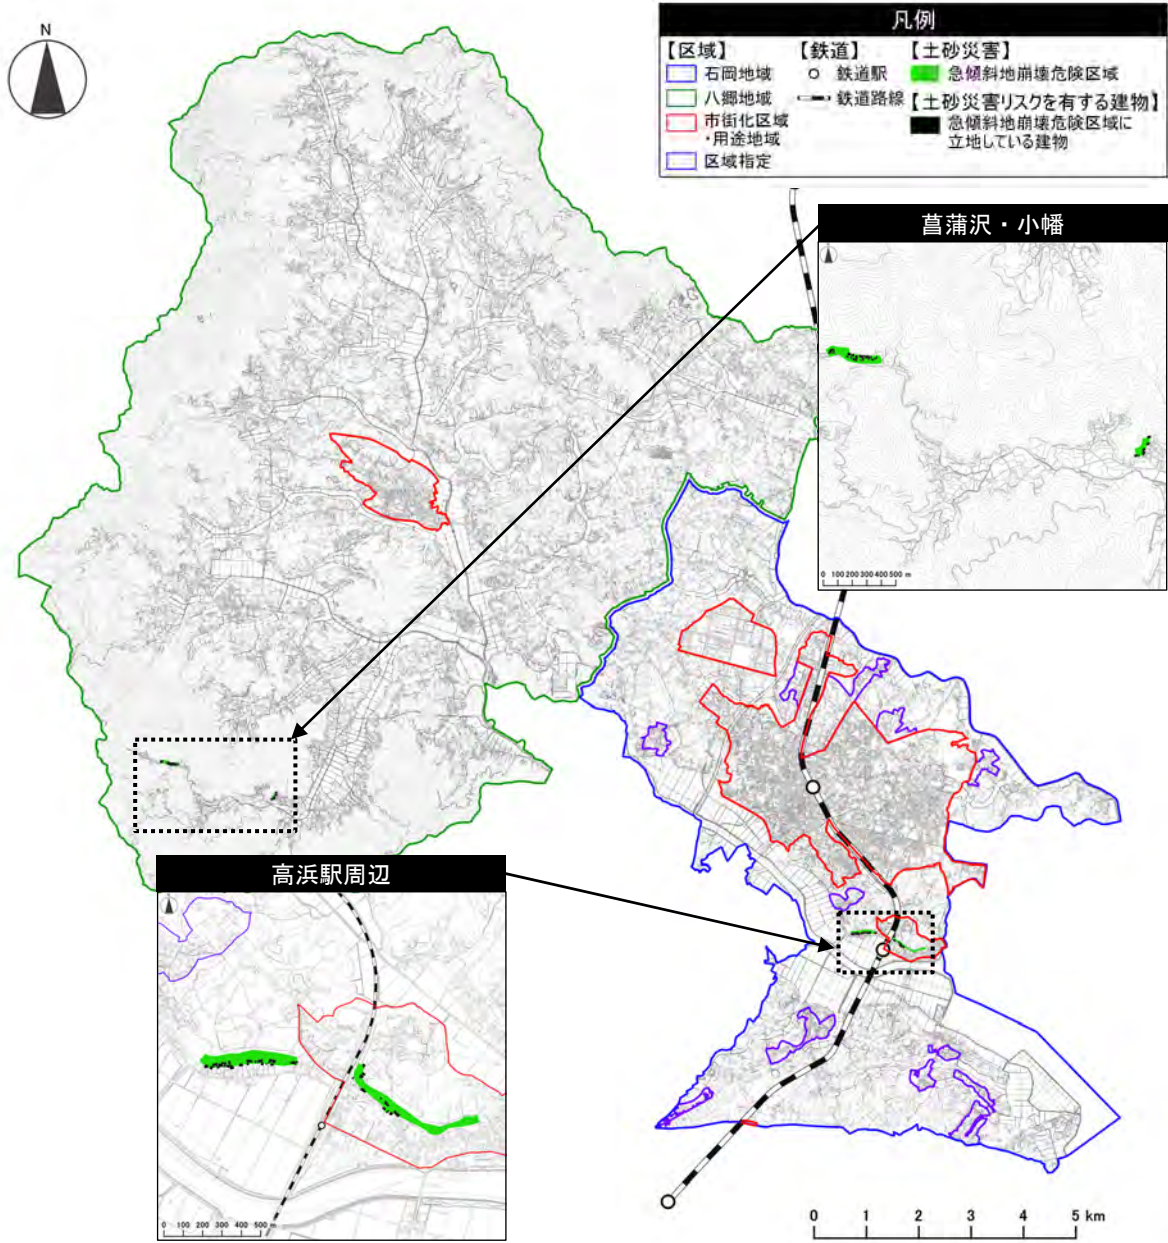 N
凡例
【区域】
石岡地域
八郷地域
市街化区域
・用途地域
区域指定
【鉄道】
鉄道駅
鉄道路線
【土砂災害】
急傾斜地崩壊危険区域
【土砂災害リスクを有する建物】
急傾斜地崩壊危険区域に
立地している建物
菖蒲沢・小幡
0 100 200 300 400 500 m
高浜駅周辺
0 100 200 300 400 500 m
0 1 2 3 4 5 km